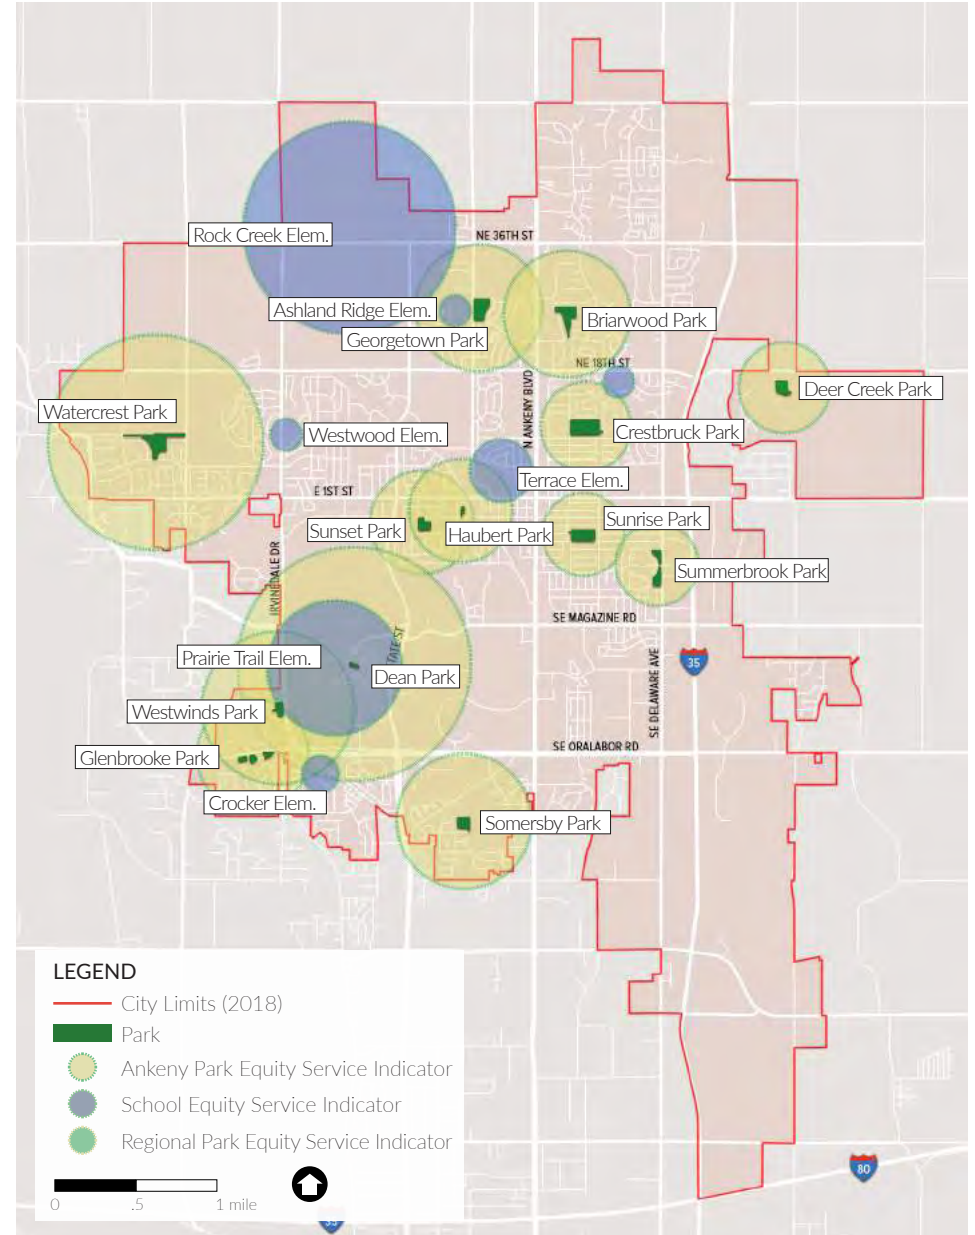 NE 36TH ST
Rock Creek Elem.
Ashland Ridge Elem.
Georgetown Park
Briarwood Park
NE 18TH ST
Deer Creek Park
N ANKENY BLVD
Watercrest Park
Westwood Elem.
Crestbruck Park
Terrace Elem.
E 1ST ST
Sunset Park
Haubert Park
Sunrise Park
Summerbrook Park
IRVINEDALE DR
SE MAGAZINE RD
Prairie Trail Elem.
TATE ST
Dean Park
35
SE DELAWARE AVE
Westwinds Park
Glenbrooke Park
SE ORALABOR RD
Crocker Elem.
Somersby Park
LEGEND
City Limits (2018)
Park
Ankeny Park Equity Service Indicator
School Equity Service Indicator
Regional Park Equity Service Indicator
0 .5 1 mile
80
35